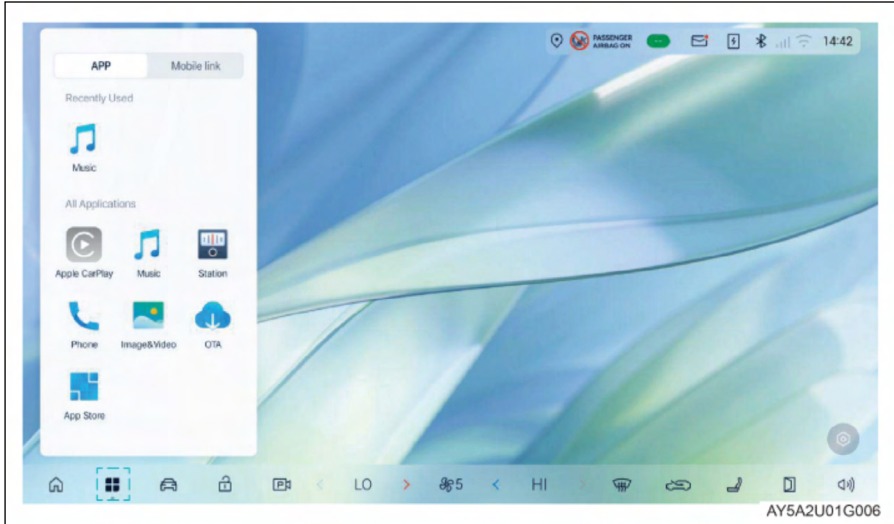 PASSENGER
AIRBAG ON
14:42
APP
Mobile link
Recently Used
Music
All Applications
Apple CarPlay
Music
Station
Phone
Image&Video
OTA
App Store
LO
5
HI
AY5A2U01G006